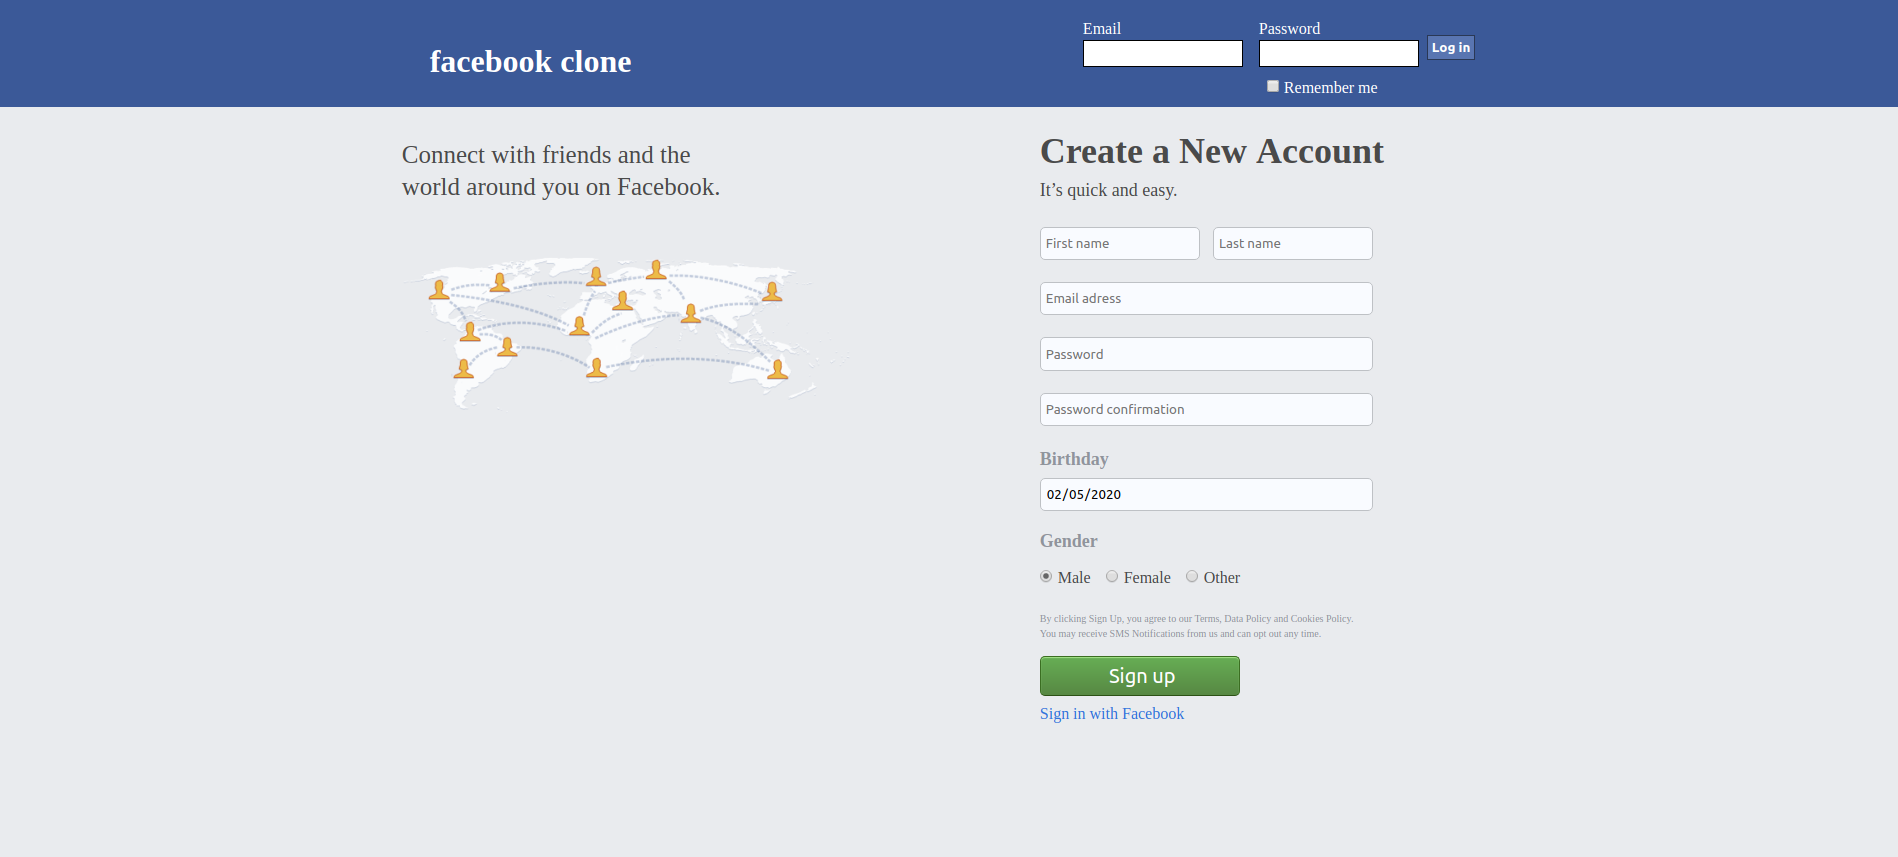 facebook clone
Email
Password
Log in
Remember me
Connect with friends and the
world around you on Facebook.
Create a New Account
It’s quick and easy.
First name
Last name
Email adress
Password
Password confirmation
Birthday
02/05/2020
Gender
Male Female Other
By clicking Sign Up, you agree to our Terms, Data Policy and Cookies Policy.
You may receive SMS Notifications from us and can opt out any time.
Sign up
Sign in with Facebook